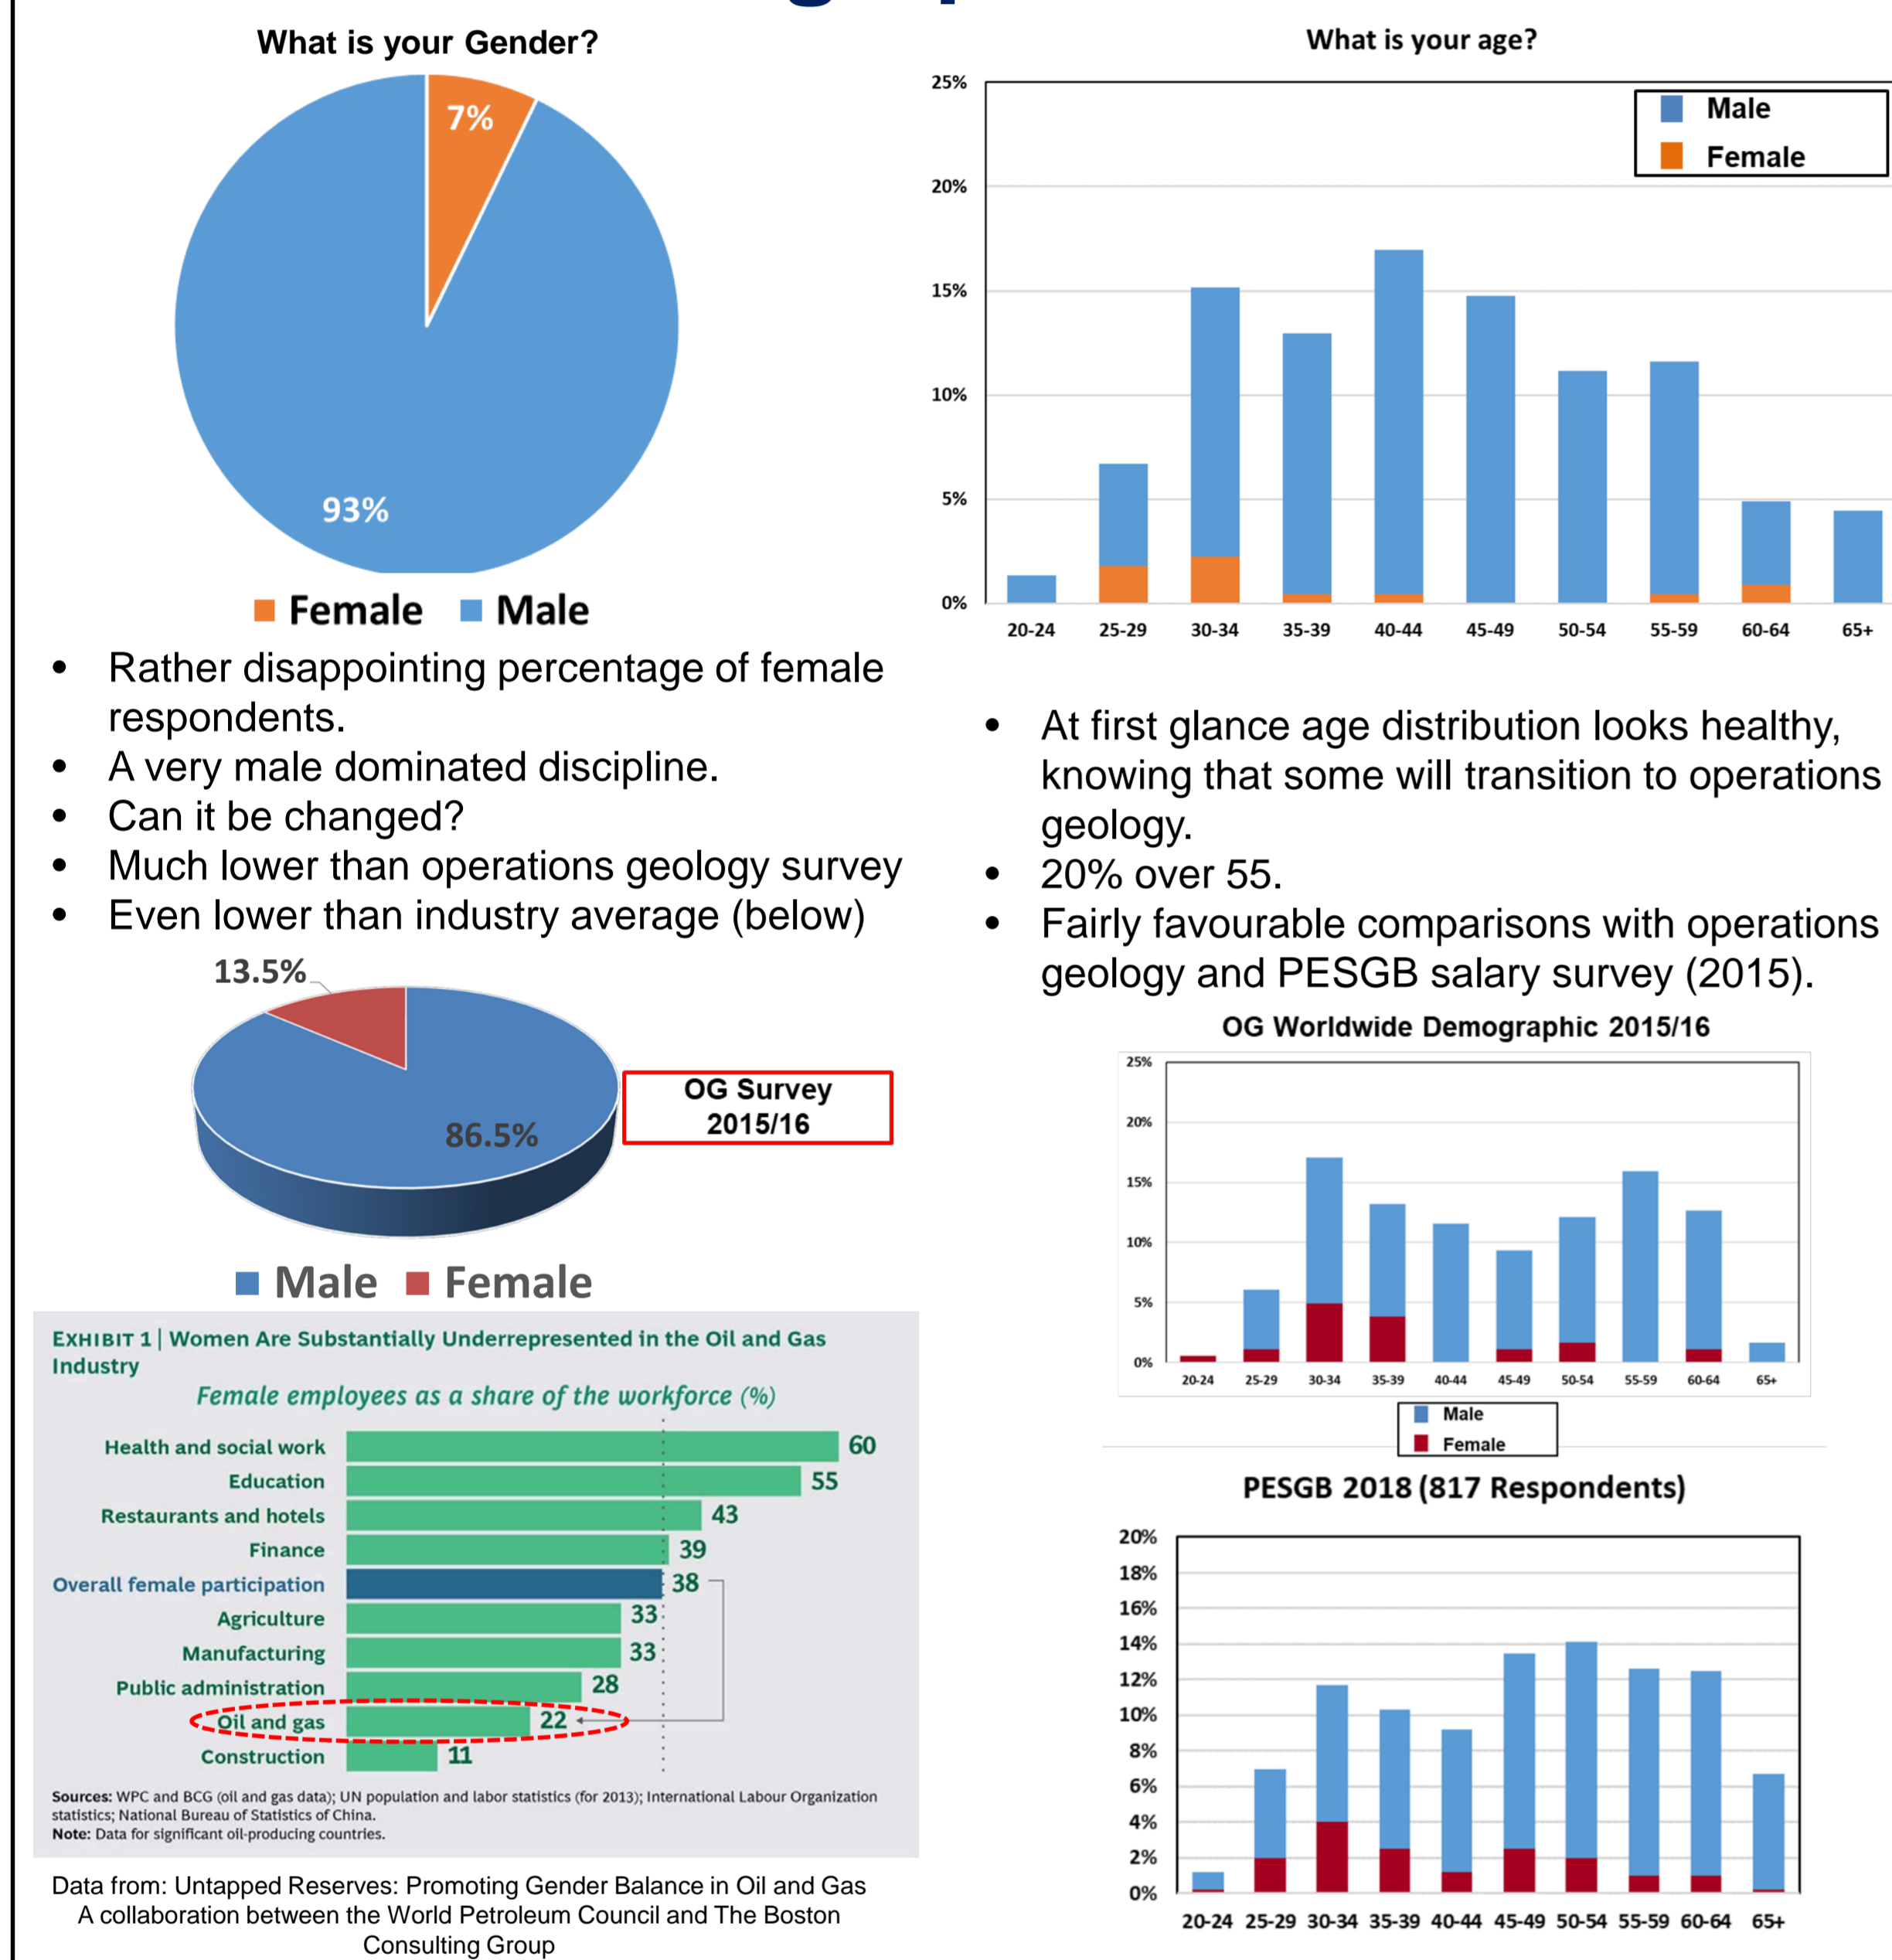 What is your Gender?
7%
93%
Female Male
• Rather disappointing percentage of female
respondents.
• A very male dominated discipline.
• Can it be changed?
• Much lower than operations geology survey
• Even lower than industry average (below)
13.5%
86.5%
OG Survey
2015/16
Male Female
EXHIBIT 1 | Women Are Substantially Underrepresented in the Oil and Gas
Industry
Female employees as a share of the workforce (%)
Health and social work 60
Education 55
Restaurants and hotels 43
Finance 39
Overall female participation 38
Agriculture 33
Manufacturing 33
Public administration 28
Oil and gas 22
Construction 11
Sources: WPC and BCG (oil and gas data); UN population and labor statistics (for 2013); International Labour Organization
statistics; National Bureau of Statistics of China.
Note: Data for significant oil-producing countries.
Data from: Untapped Reserves: Promoting Gender Balance in Oil and Gas
A collaboration between the World Petroleum Council and The Boston
Consulting Group
What is your age?
25%
20%
15%
10%
5%
0%
Male
Female
20-24 25-29 30-34 35-39 40-44 45-49 50-54 55-59 60-64 65+
• At first glance age distribution looks healthy,
knowing that some will transition to operations
geology.
• 20% over 55.
• Fairly favourable comparisons with operations
geology and PESGB salary survey (2015).
OG Worldwide Demographic 2015/16
25%
20%
15%
10%
5%
0%
20-24 25-29 30-34 35-39 40-44 45-49 50-54 55-59 60-64 65+
Male
Female
PESGB 2018 (817 Respondents)
20%
18%
16%
14%
12%
10%
8%
6%
4%
2%
0%
20-24 25-29 30-34 35-39 40-44 45-49 50-54 55-59 60-64 65+